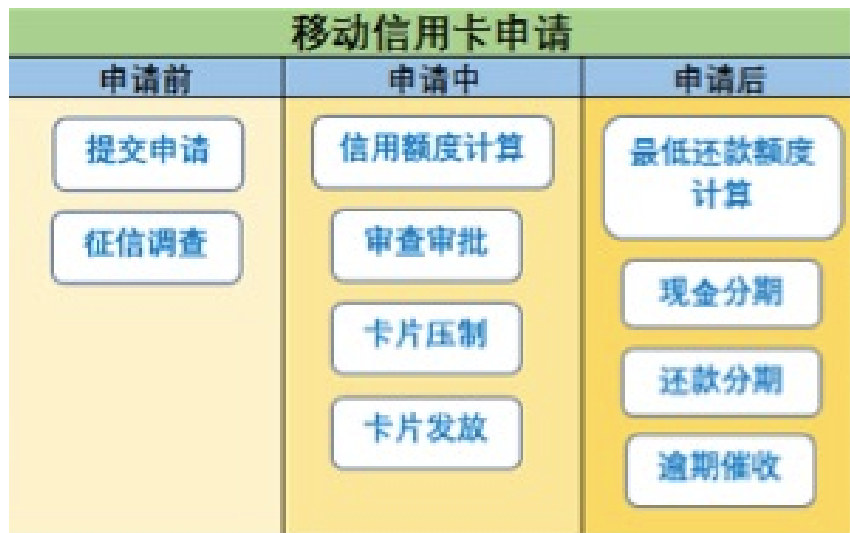 移动信用卡申请
申请前
申请中
申请后
提交申请
征信调查
信用额度计算
审查审批
卡片压制
卡片发放
最低还款额度
计算
现金分期
还款分期
逾期催收